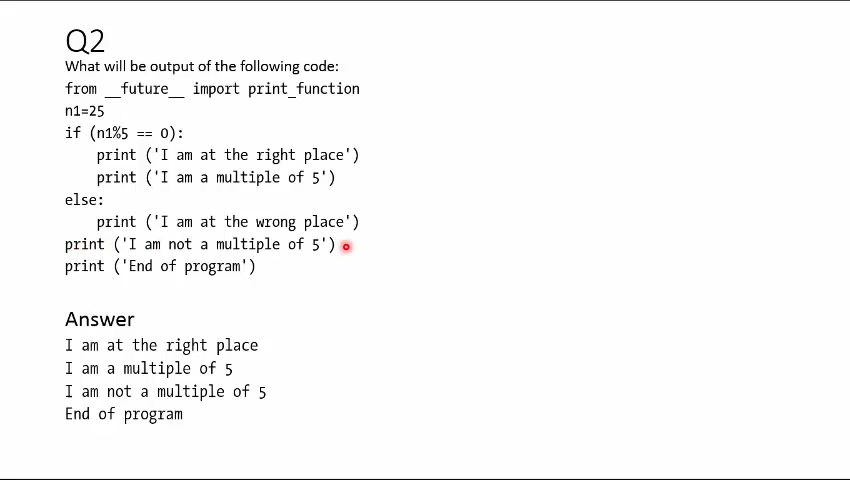 Q2
What will be output of the following code:
from __future__ import print_function
n1=25
if (n1%5 == 0):
    print ('I am at the right place')
    print ('I am a multiple of 5')
else:
    print ('I am at the wrong place')
print ('I am not a multiple of 5')
print ('End of program')
Answer
I am at the right place
I am a multiple of 5
I am not a multiple of 5
End of program